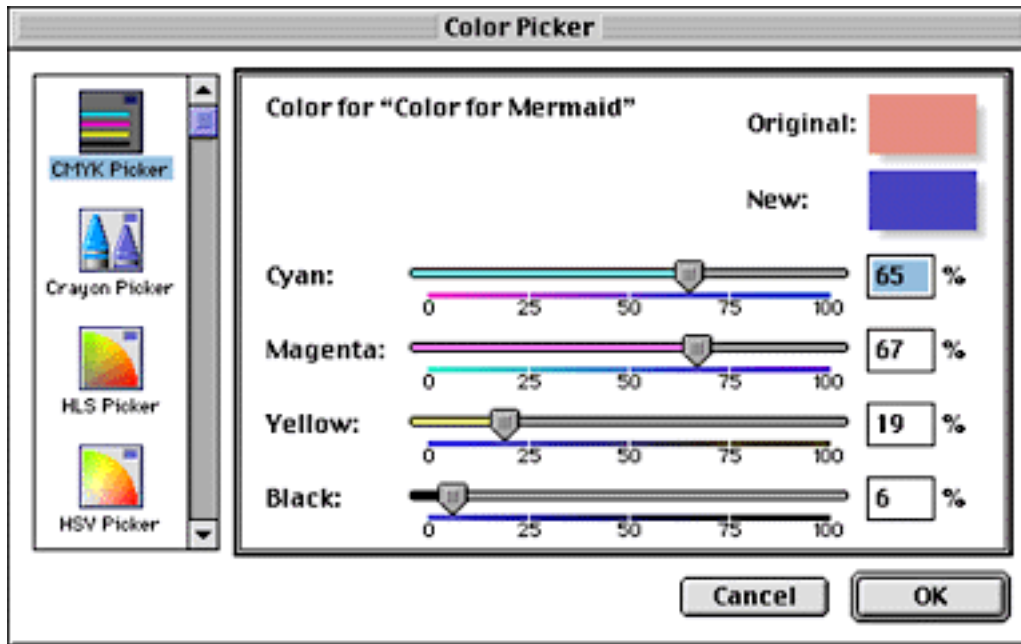 Color Picker
CMYK Picker
Crayon Picker
HLS Picker
HSV Picker
Color for “Color for Mermaid”
Original:
New:
Cyan: 65 %
0 25 50 75 100
Magenta: 67 %
0 25 50 75 100
Yellow: 19 %
0 25 50 75 100
Black: 6 %
0 25 50 75 100
Cancel OK